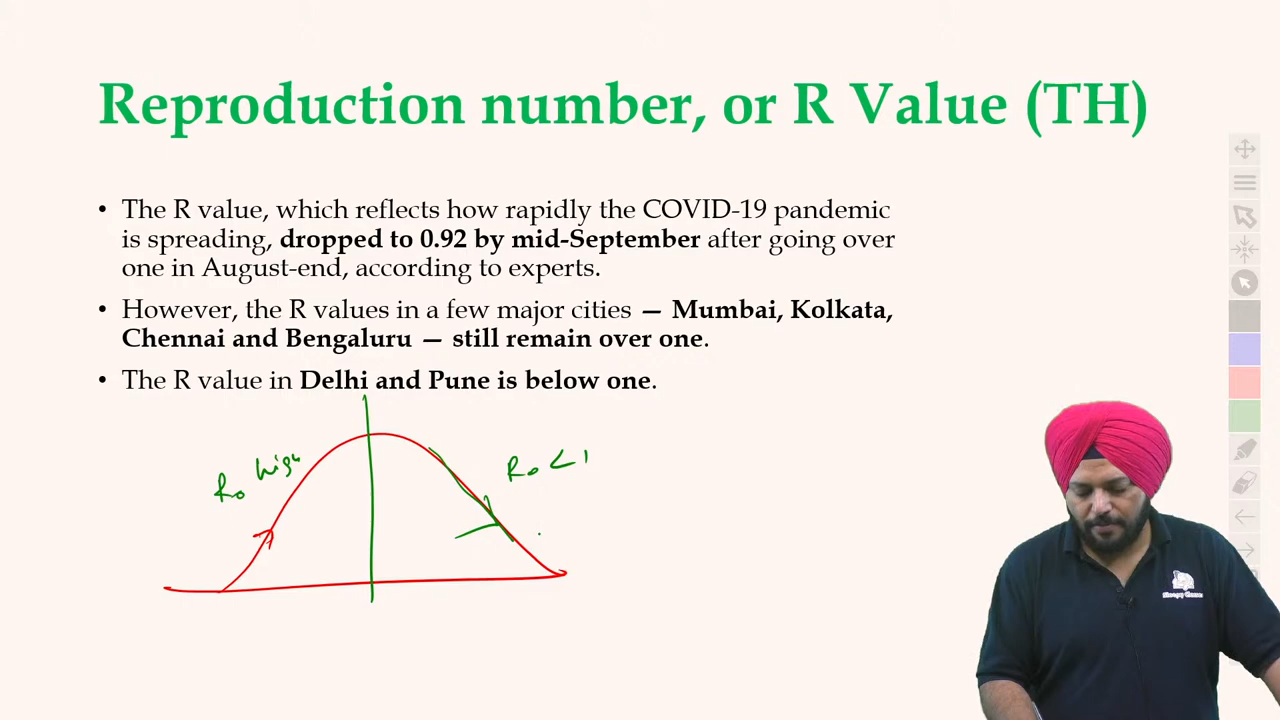 Reproduction number, or R Value (TH)
• The R value, which reflects how rapidly the COVID-19 pandemic
is spreading, dropped to 0.92 by mid-September after going over
one in August-end, according to experts.
• However, the R values in a few major cities — Mumbai, Kolkata,
Chennai and Bengaluru — still remain over one.
• The R value in Delhi and Pune is below one.
R₀ high
R₀ < 1